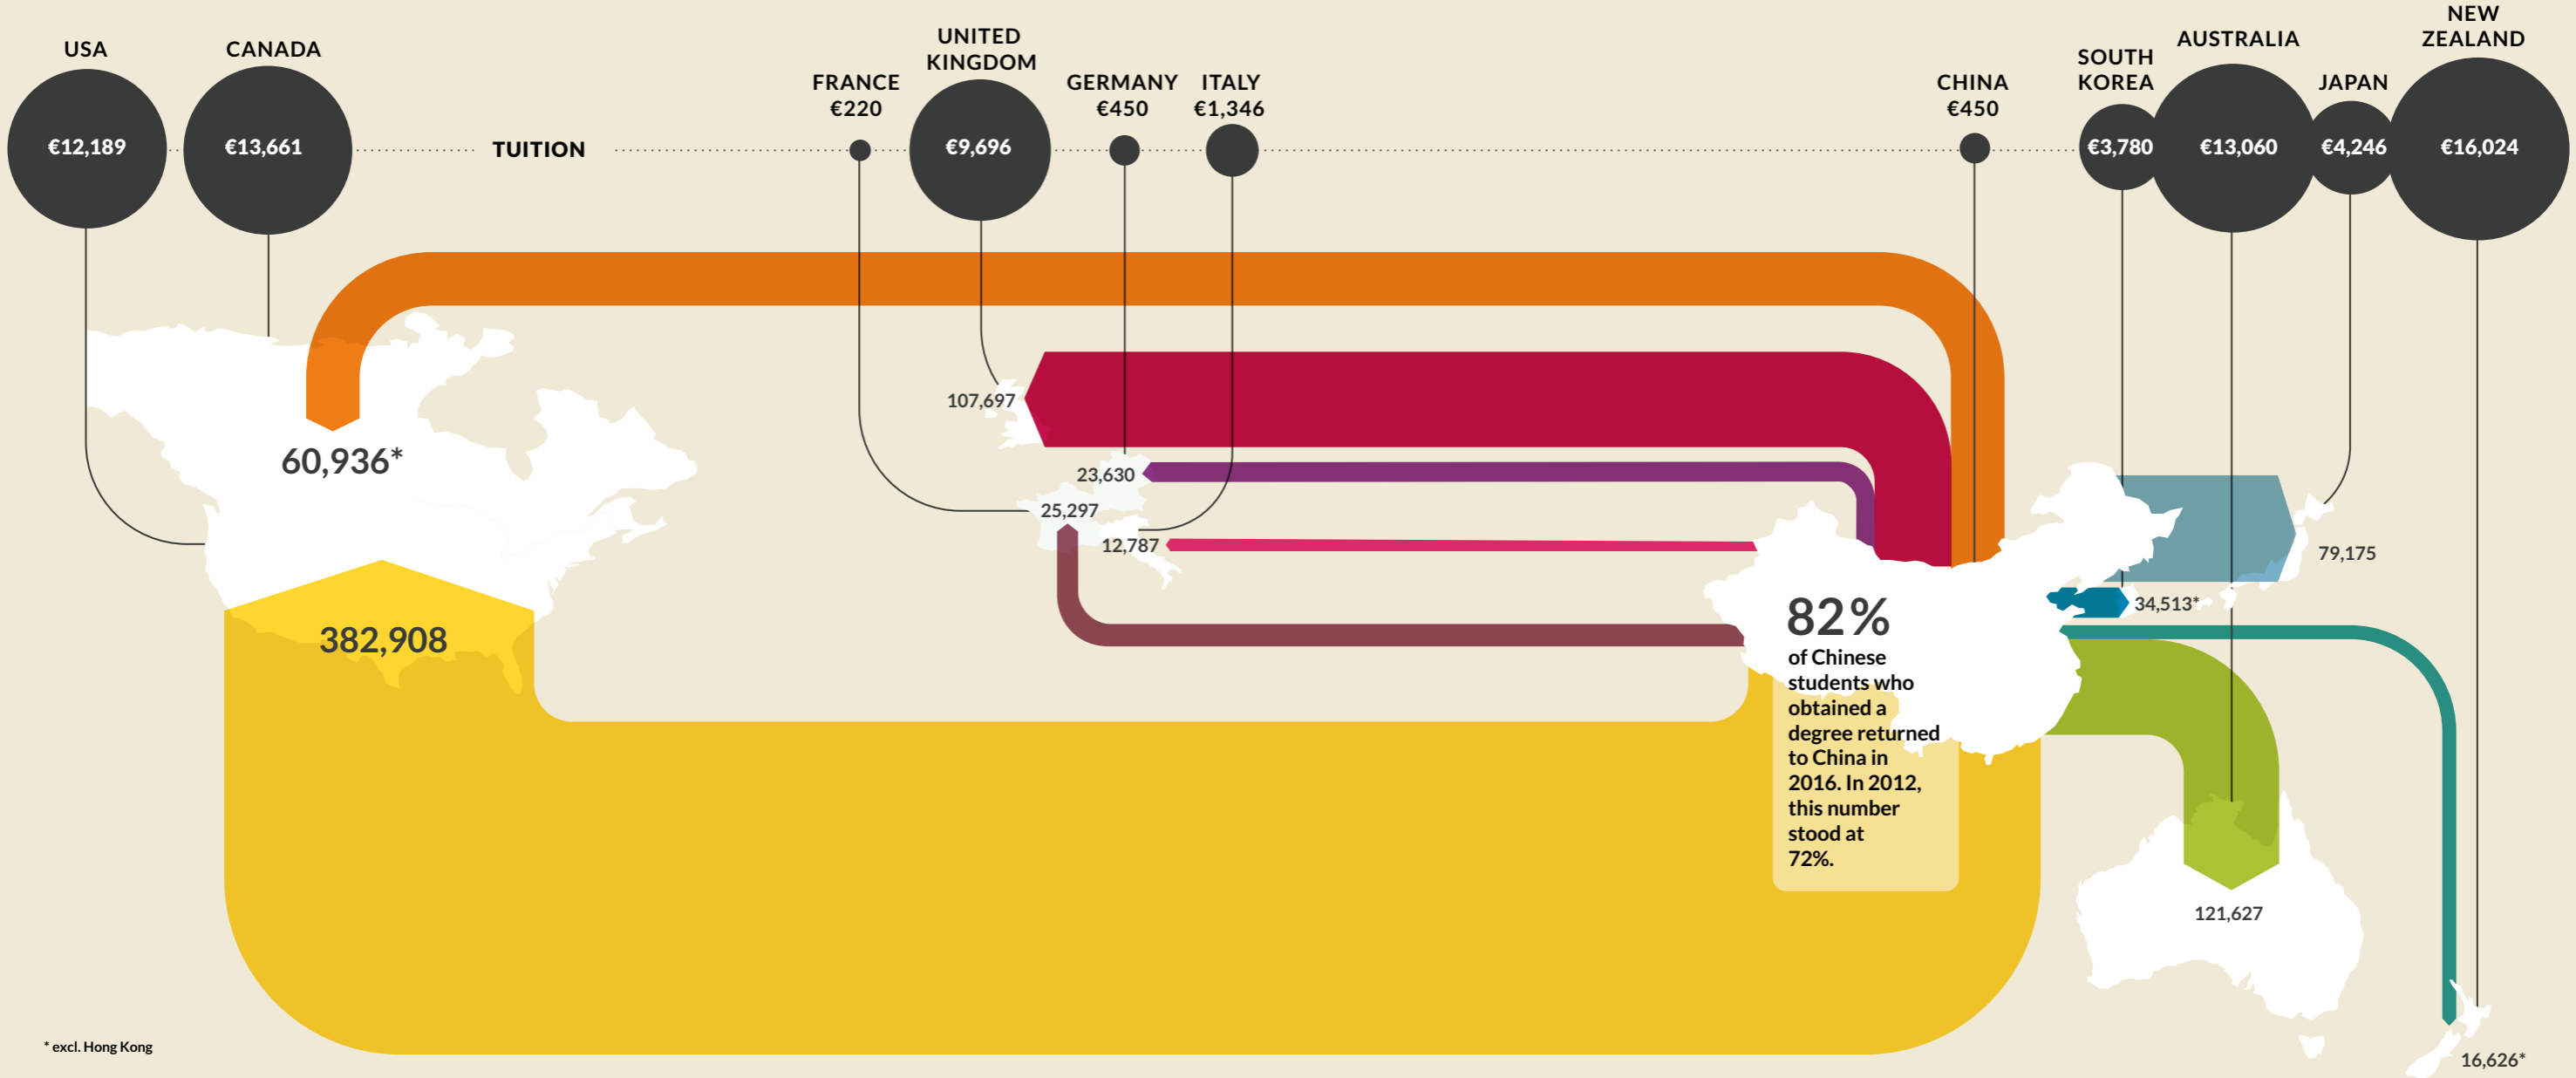 USA
€12,189
CANADA
€13,661
TUITION
FRANCE
€220
UNITED
KINGDOM
€9,696
GERMANY
€450
ITALY
€1,346
CHINA
€450
SOUTH
KOREA
€3,780
AUSTRALIA
€13,060
JAPAN
€4,246
NEW
ZEALAND
€16,024
60,936*
382,908
107,697
23,630
25,297
12,787
82%
of Chinese
students who
obtained a
degree returned
to China in
2016. In 2012,
this number
stood at
72%.
79,175
34,513*
121,627
16,626*
* excl. Hong Kong